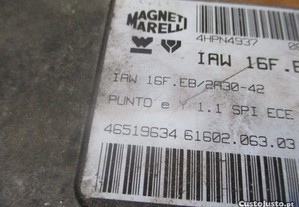 MAGNETI
MARELLI
4HPN4937
IAW 16F.E
IAW 16F.EB/2A30-42
PUNTO e Y 1.1 SPI ECE
46519634 61602.063.03
CustoJusto.pt